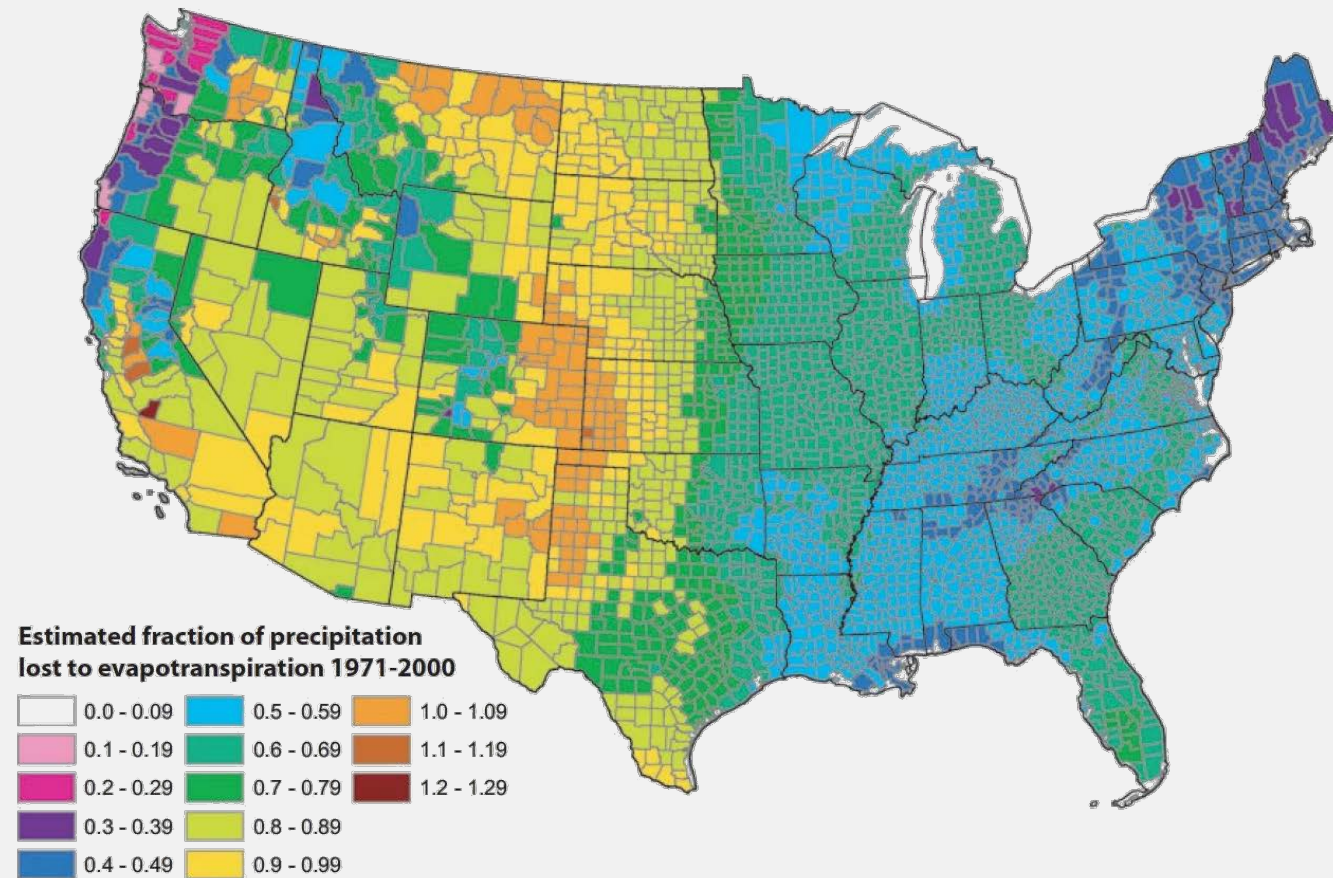 Estimated fraction of precipitation
lost to evapotranspiration 1971-2000
0.0 - 0.09
0.1 - 0.19
0.2 - 0.29
0.3 - 0.39
0.4 - 0.49
0.5 - 0.59
0.6 - 0.69
0.7 - 0.79
0.8 - 0.89
0.9 - 0.99
1.0 - 1.09
1.1 - 1.19
1.2 - 1.29